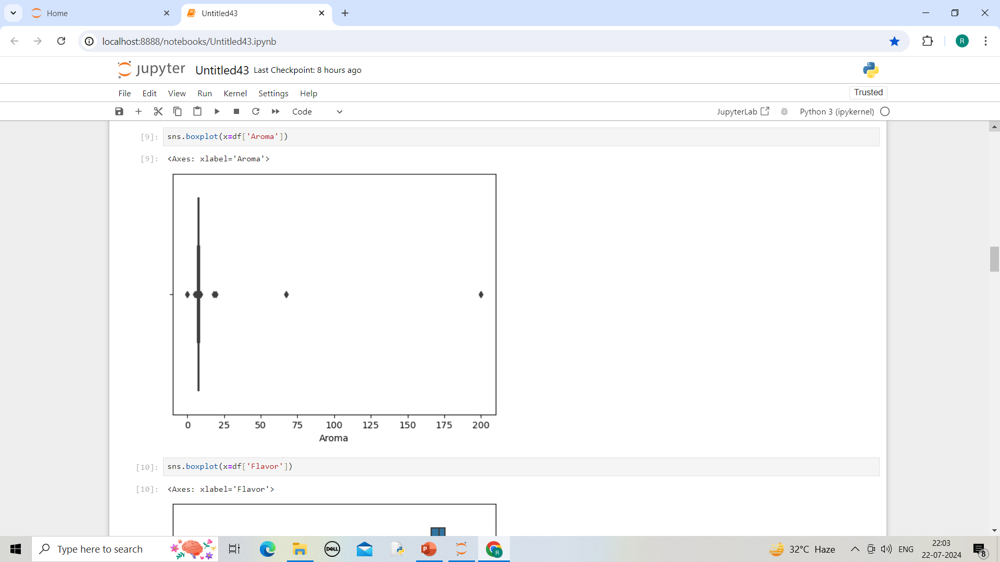 Home
Untitled43
localhost:8888/notebooks/Untitled43.ipynb
R
jupyter Untitled43 Last Checkpoint: 8 hours ago
File Edit View Run Kernel Settings Help
Trusted
Code
JupyterLab
Python 3 (ipykernel)
[9]: sns.boxplot(x=df['Aroma'])
[9]: <Axes: xlabel='Aroma'>
0 25 50 75 100 125 150 175 200
Aroma
[10]: sns.boxplot(x=df['Flavor'])
[10]: <Axes: xlabel='Flavor'>
Type here to search
DELL
P
R
32°C Haze
ENG
22:03
22-07-2024
8